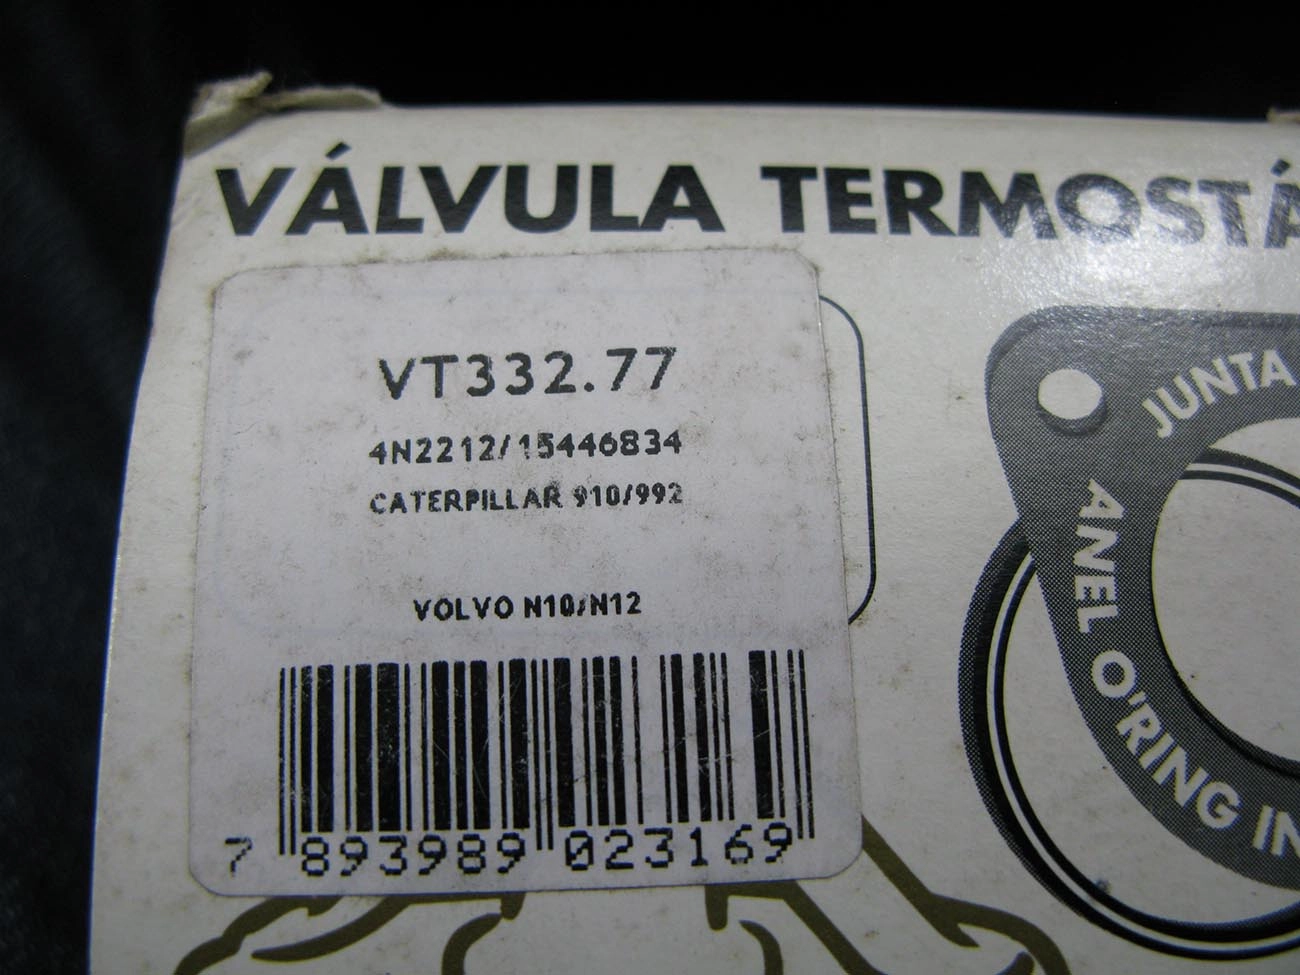 VÁLVULA TERMOSTÁ
VT332.77
4N2212/15446834
CATERPILLAR 910/992
VOLVO N10/N12
7 893989 023169
JUNTA
ANEL O'RING IN